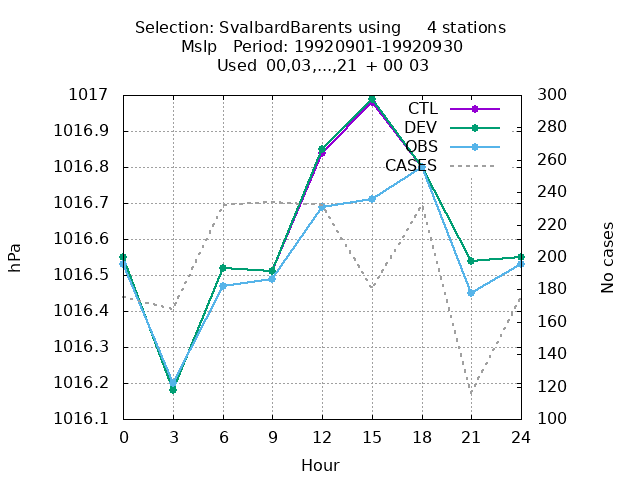 Selection: SvalbardBarents using 4 stations
Mslp Period: 19920901-19920930
Used 00,03,...,21 + 00 03
1017
1016.9
1016.8
1016.7
1016.6
1016.5
1016.4
1016.3
1016.2
1016.1
hPa
CTL
DEV
OBS
CASES
300
280
260
240
220
200
180
160
140
120
100
No cases
0 3 6 9 12 15 18 21 24
Hour